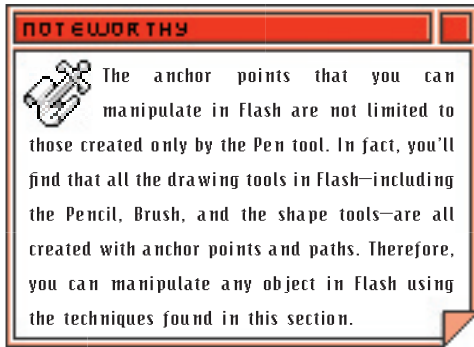 NOTEWORTHY
The anchor points that you can
manipulate in Flash are not limited to
those created only by the Pen tool. In fact, you'll
find that all the drawing tools in Flash—including
the Pencil, Brush, and the shape tools—are all
created with anchor points and paths. Therefore,
you can manipulate any object in Flash using
the techniques found in this section.